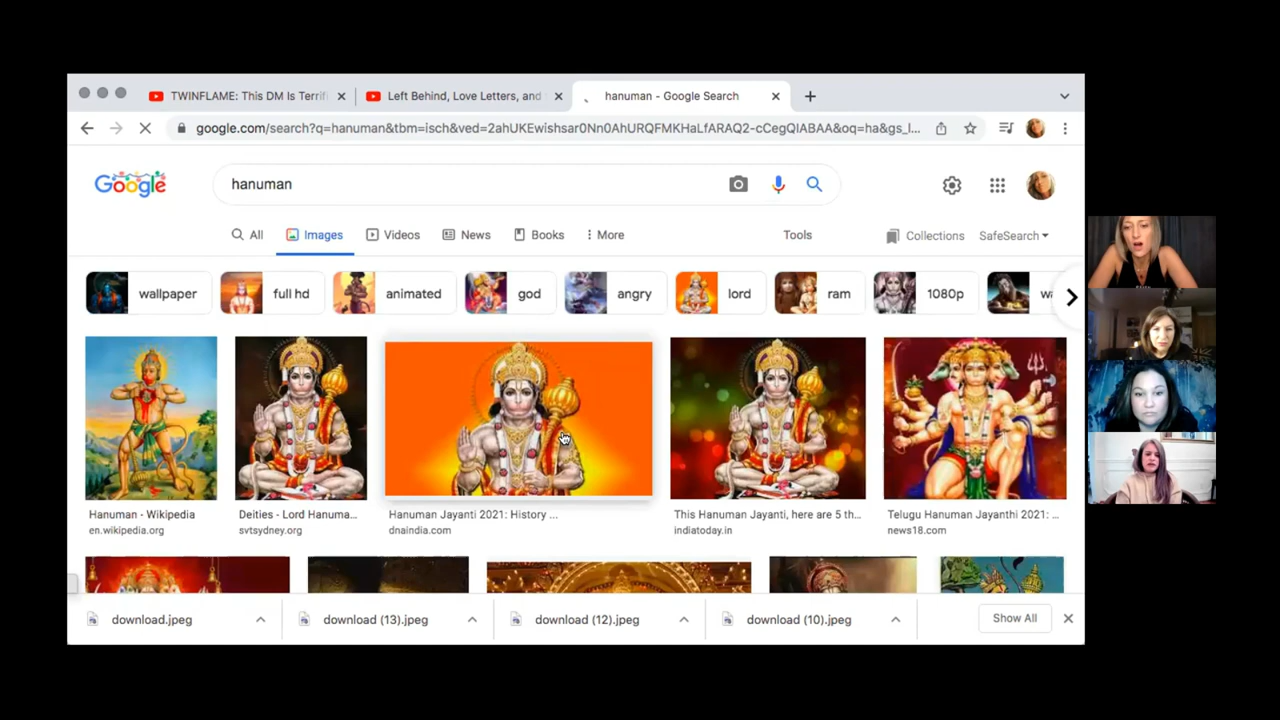 TWINFLAME: This DM Is Terrifi
Left Behind, Love Letters, and
hanuman - Google Search
google.com/search?q=hanuman&tbm=isch&ved=2ahUKEwishsar0Nn0AhURQFMKHaLfARAQ2-cCegQIABAA&oq=ha&gs_l...
Google
hanuman
All
Images
Videos
News
Books
More
Tools
Collections
SafeSearch
wallpaper
full hd
animated
god
angry
lord
ram
1080p
Hanuman - Wikipedia
en.wikipedia.org
Deities - Lord Hanuma...
svtsydney.org
Hanuman Jayanti 2021: History ...
dnaindia.com
This Hanuman Jayanti, here are 5 th...
indiatoday.in
Telugu Hanuman Jayanthi 2021: ...
news18.com
download.jpeg
download (13).jpeg
download (12).jpeg
download (10).jpeg
Show All